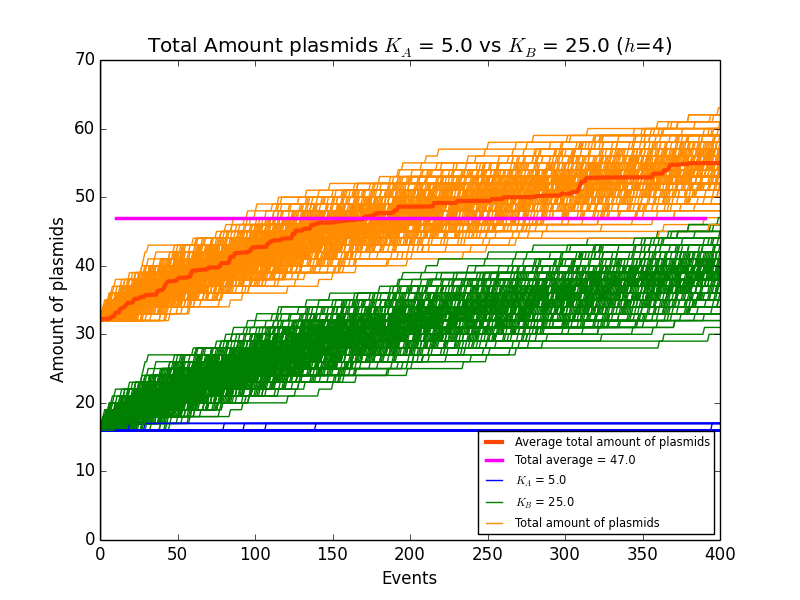 Total Amount plasmids K_A = 5.0 vs K_B = 25.0 (h=4)
70
60
50
40
30
20
10
0
Amount of plasmids
Average total amount of plasmids
Total average = 47.0
K_A = 5.0
K_B = 25.0
Total amount of plasmids
0 50 100 150 200 250 300 350 400
Events